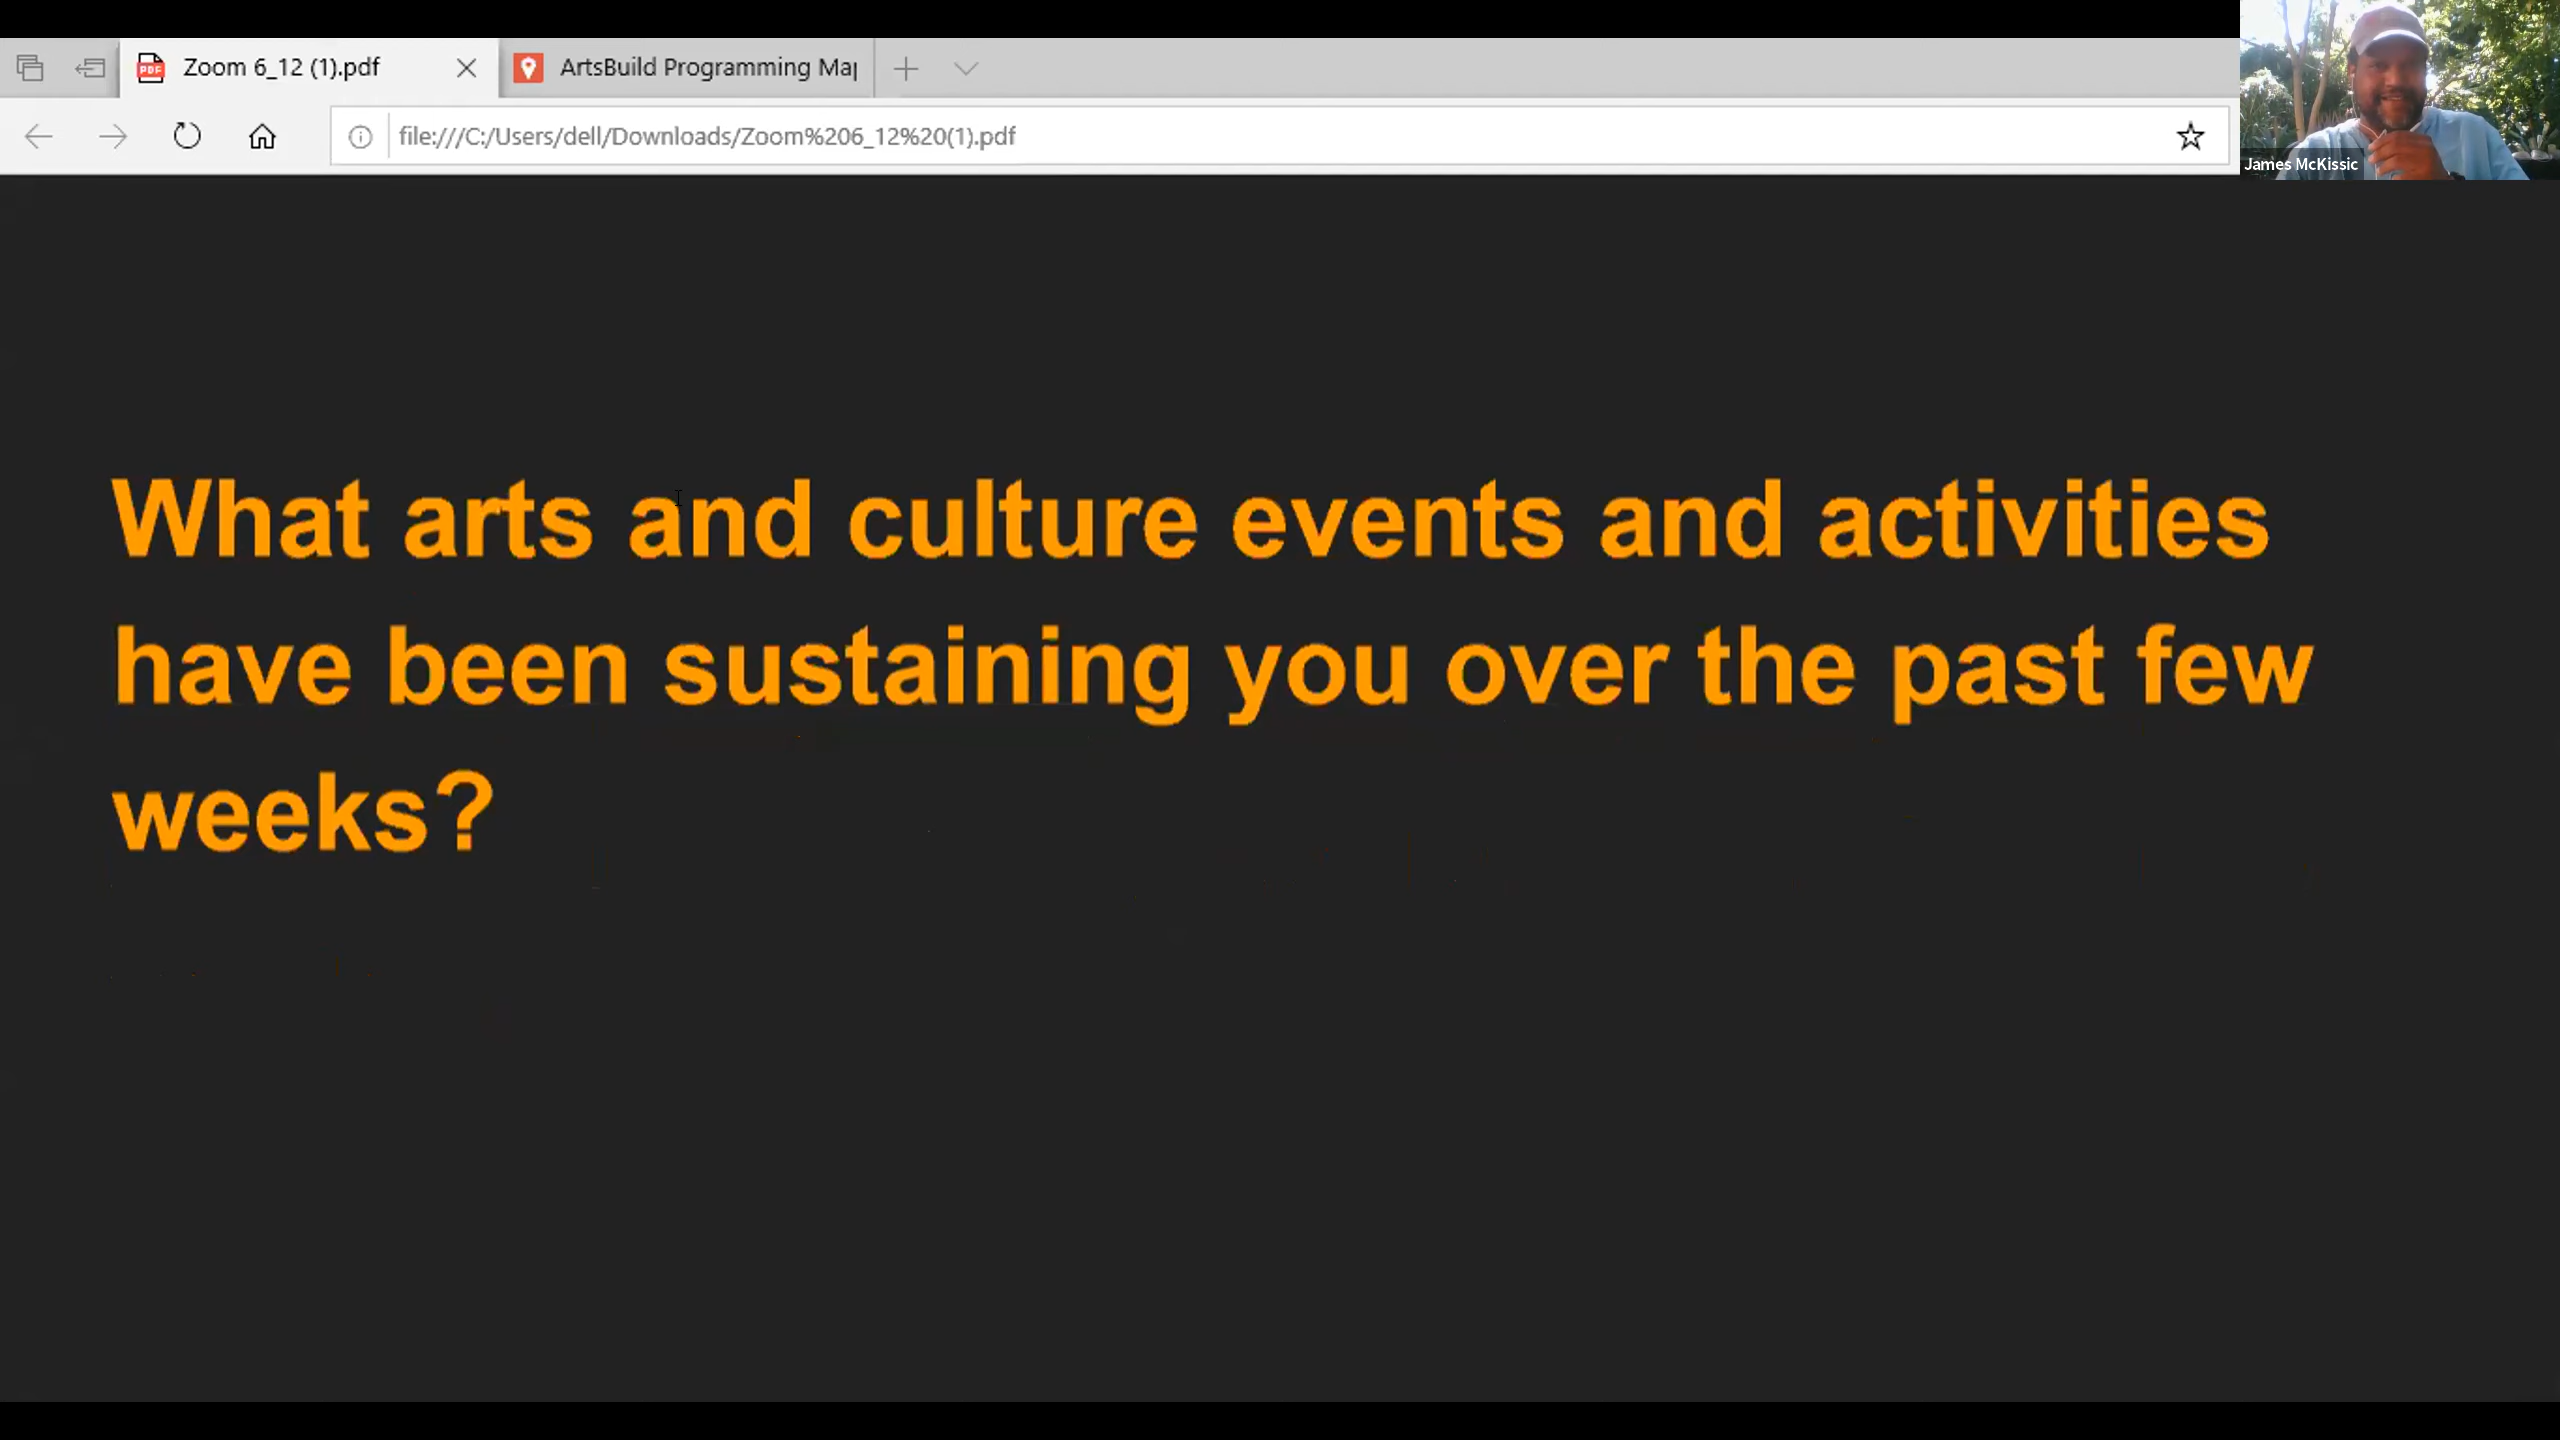 Zoom 6_12 (1).pdf
ArtsBuild Programming Map
file:///C:/Users/dell/Downloads/Zoom%206_12%20(1).pdf
James McKissic
What arts and culture events and activities
have been sustaining you over the past few
weeks?